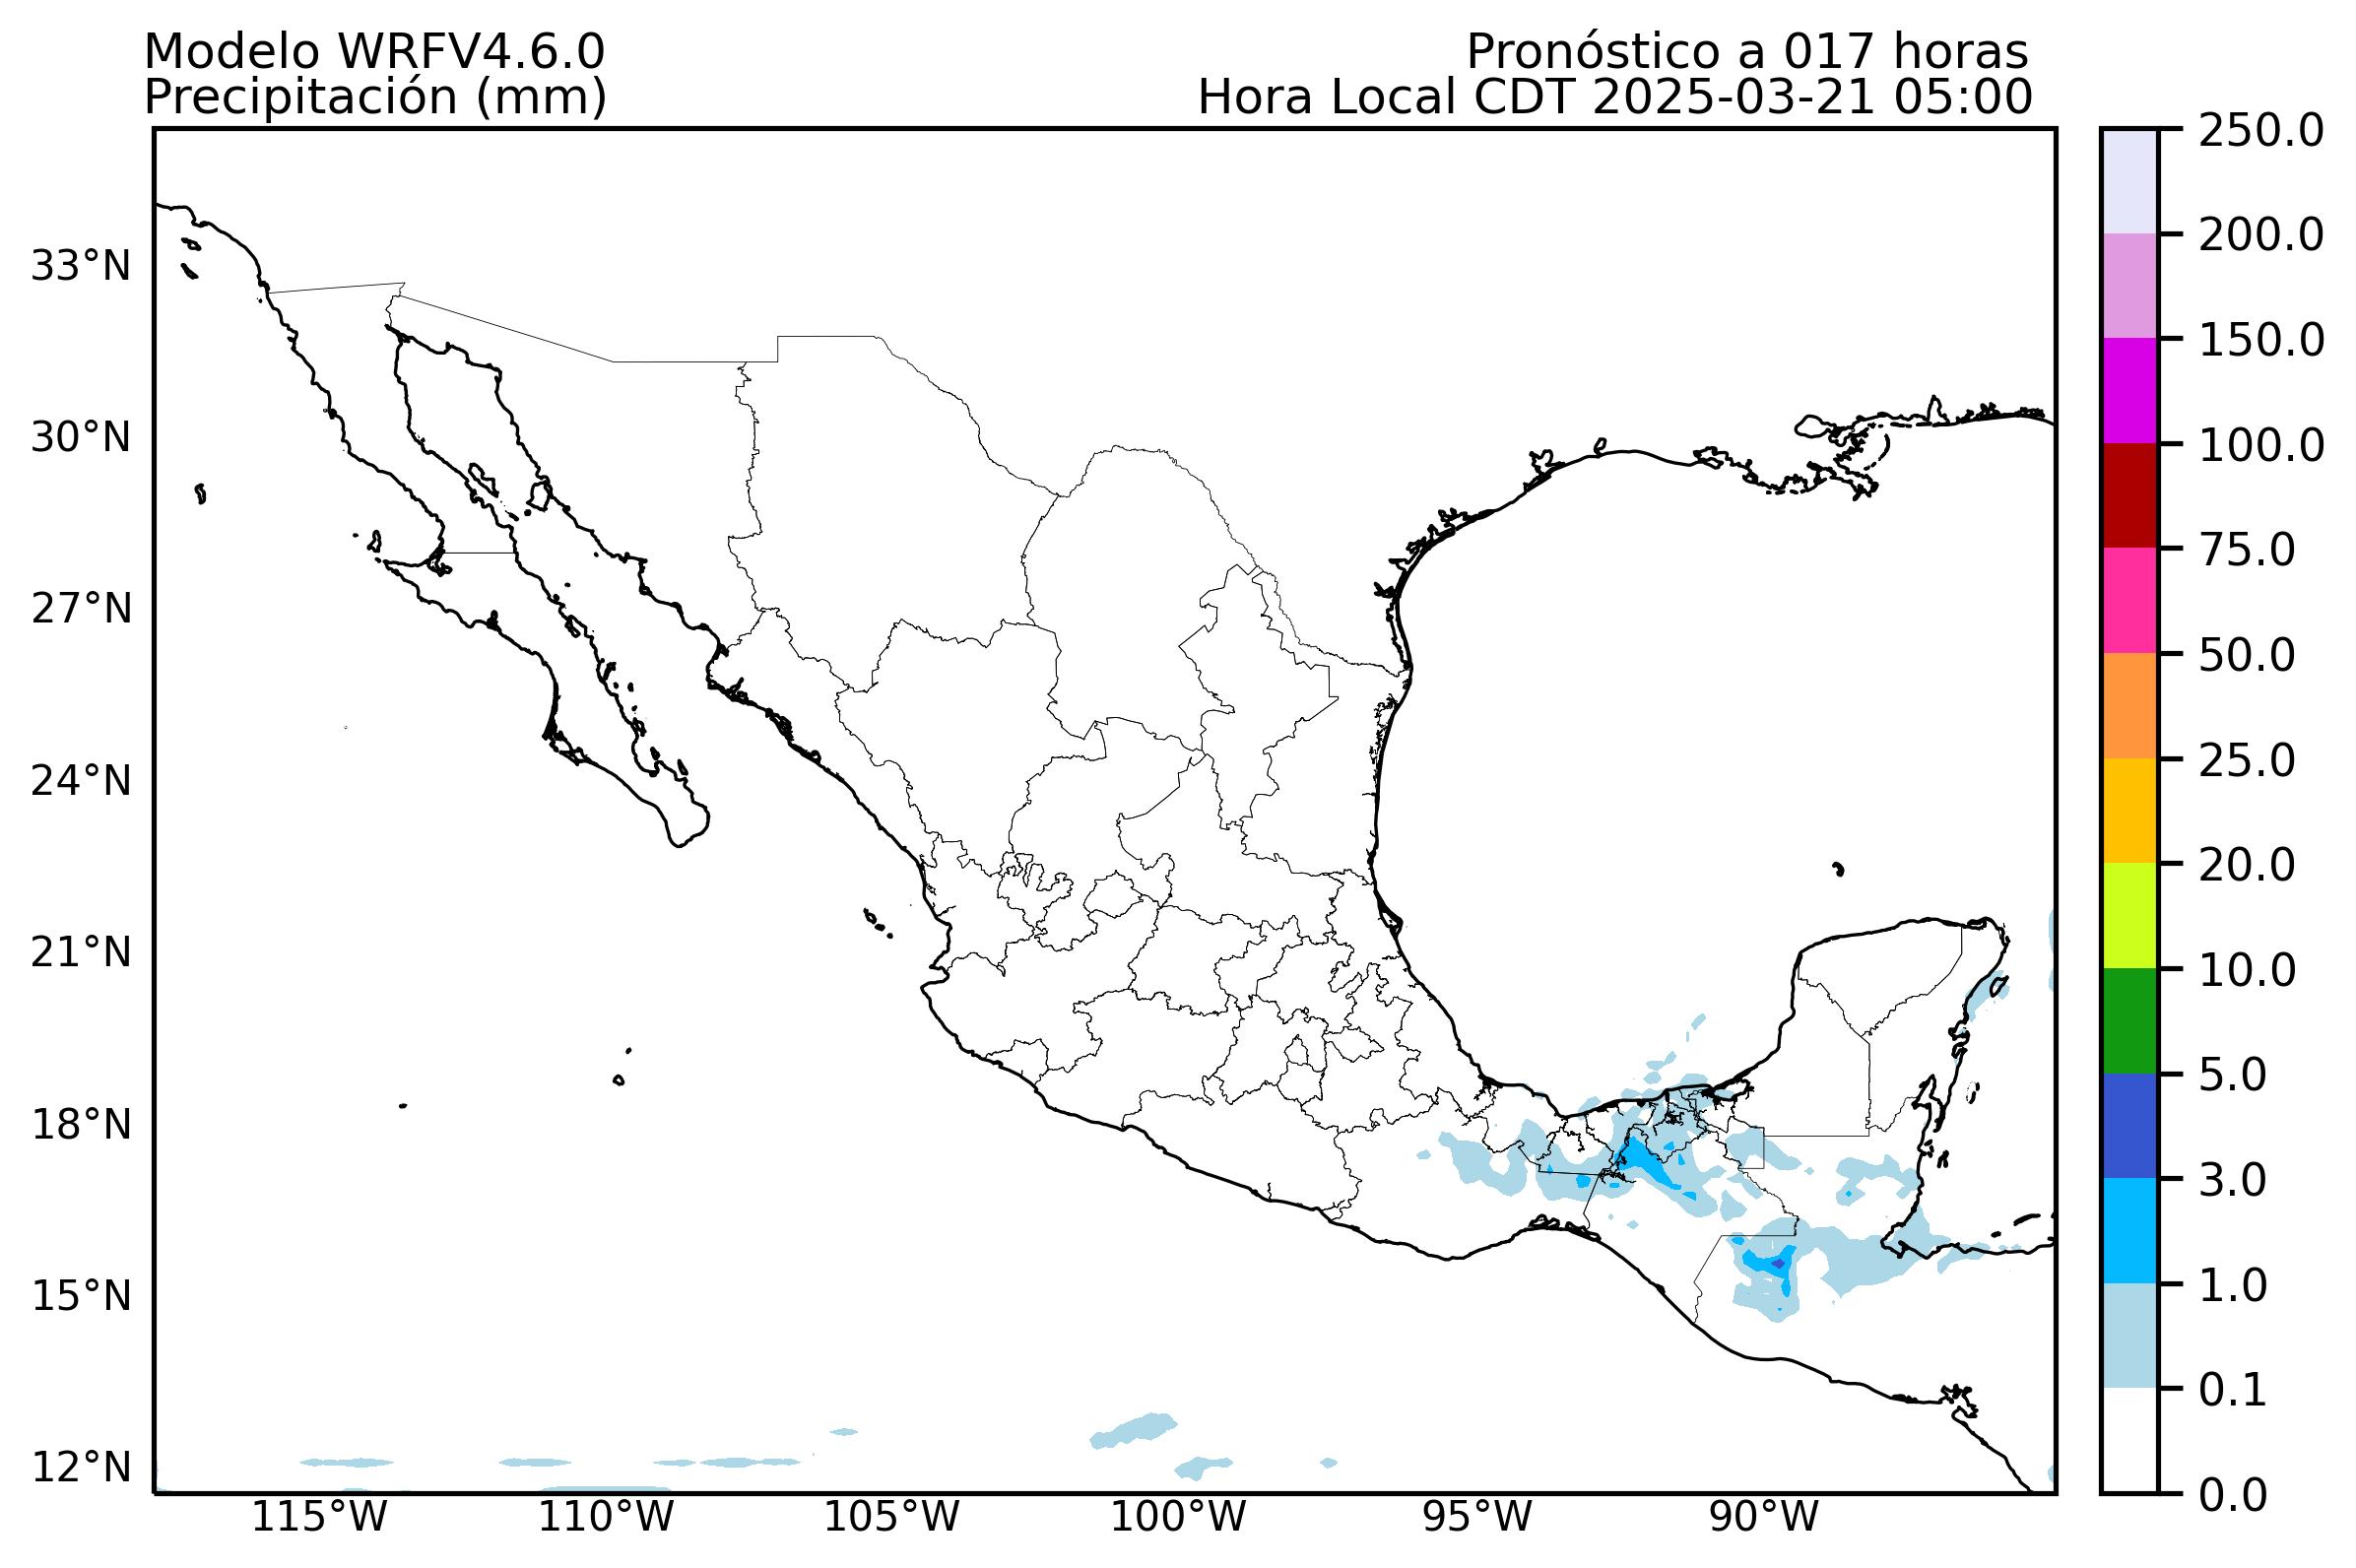 Modelo WRFV4.6.0
Pronóstico a 017 horas
Precipitación (mm)
Hora Local CDT 2025-03-21 05:00
33°N
30°N
27°N
24°N
21°N
18°N
15°N
12°N
115°W
110°W
105°W
100°W
95°W
90°W
250.0
200.0
150.0
100.0
75.0
50.0
25.0
20.0
10.0
5.0
3.0
1.0
0.1
0.0